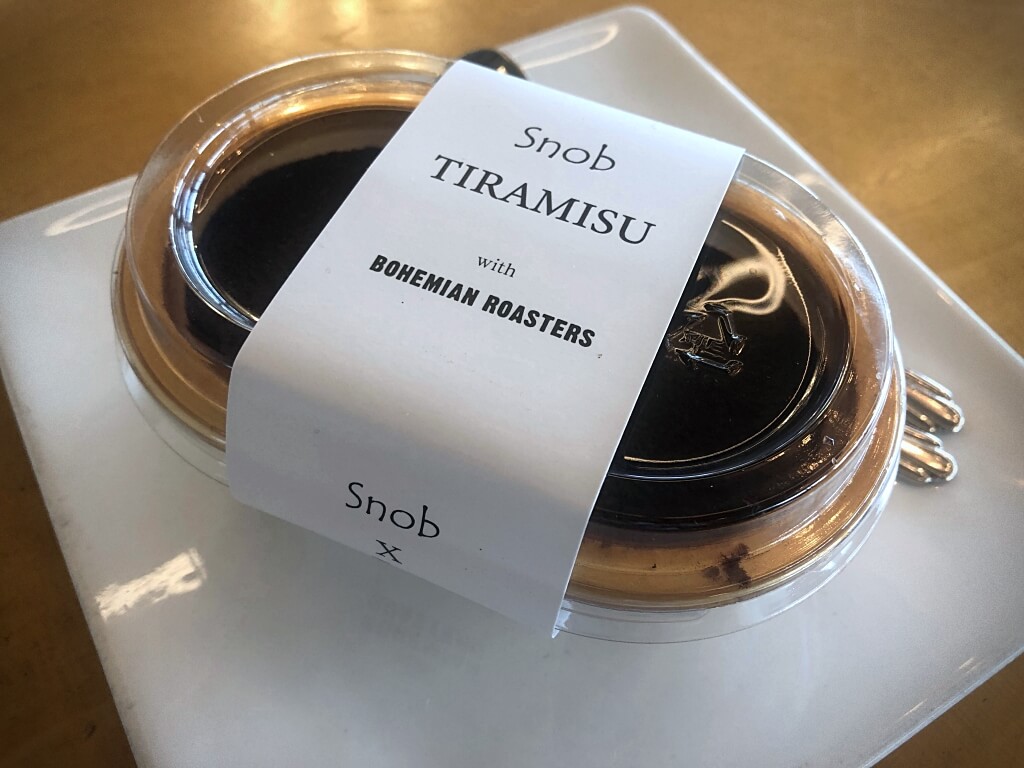 Snob
TIRAMISU
with
BOHEMIAN ROASTERS
Snob
X